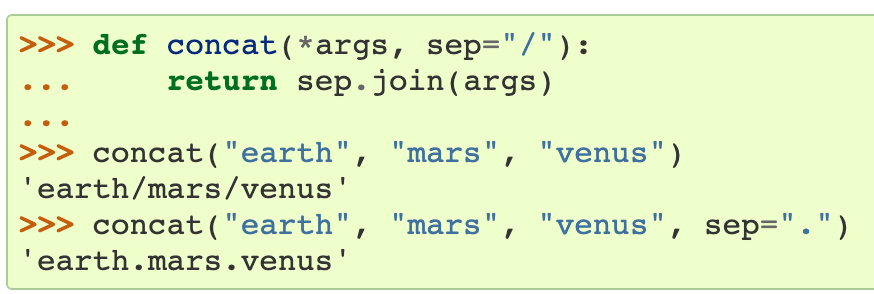 >>> def concat(*args, sep="/"):
...     return sep.join(args)
...
>>> concat("earth", "mars", "venus")
'earth/mars/venus'
>>> concat("earth", "mars", "venus", sep=".")
'earth.mars.venus'